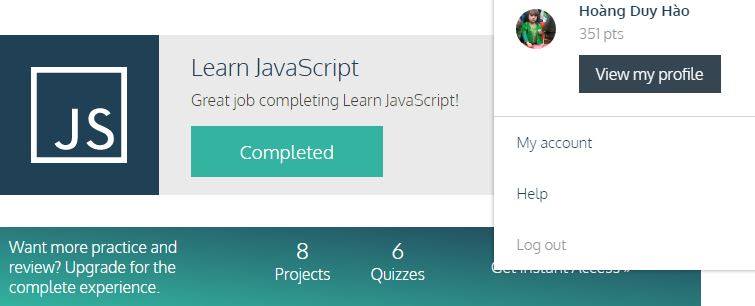 Hoàng Duy Hào
351 pts
View my profile
My account
Help
Log out
JS
Learn JavaScript
Great job completing Learn JavaScript!
Completed
Want more practice and
review? Upgrade for the
complete experience.
8
Projects
6
Quizzes
Get Instant Access »